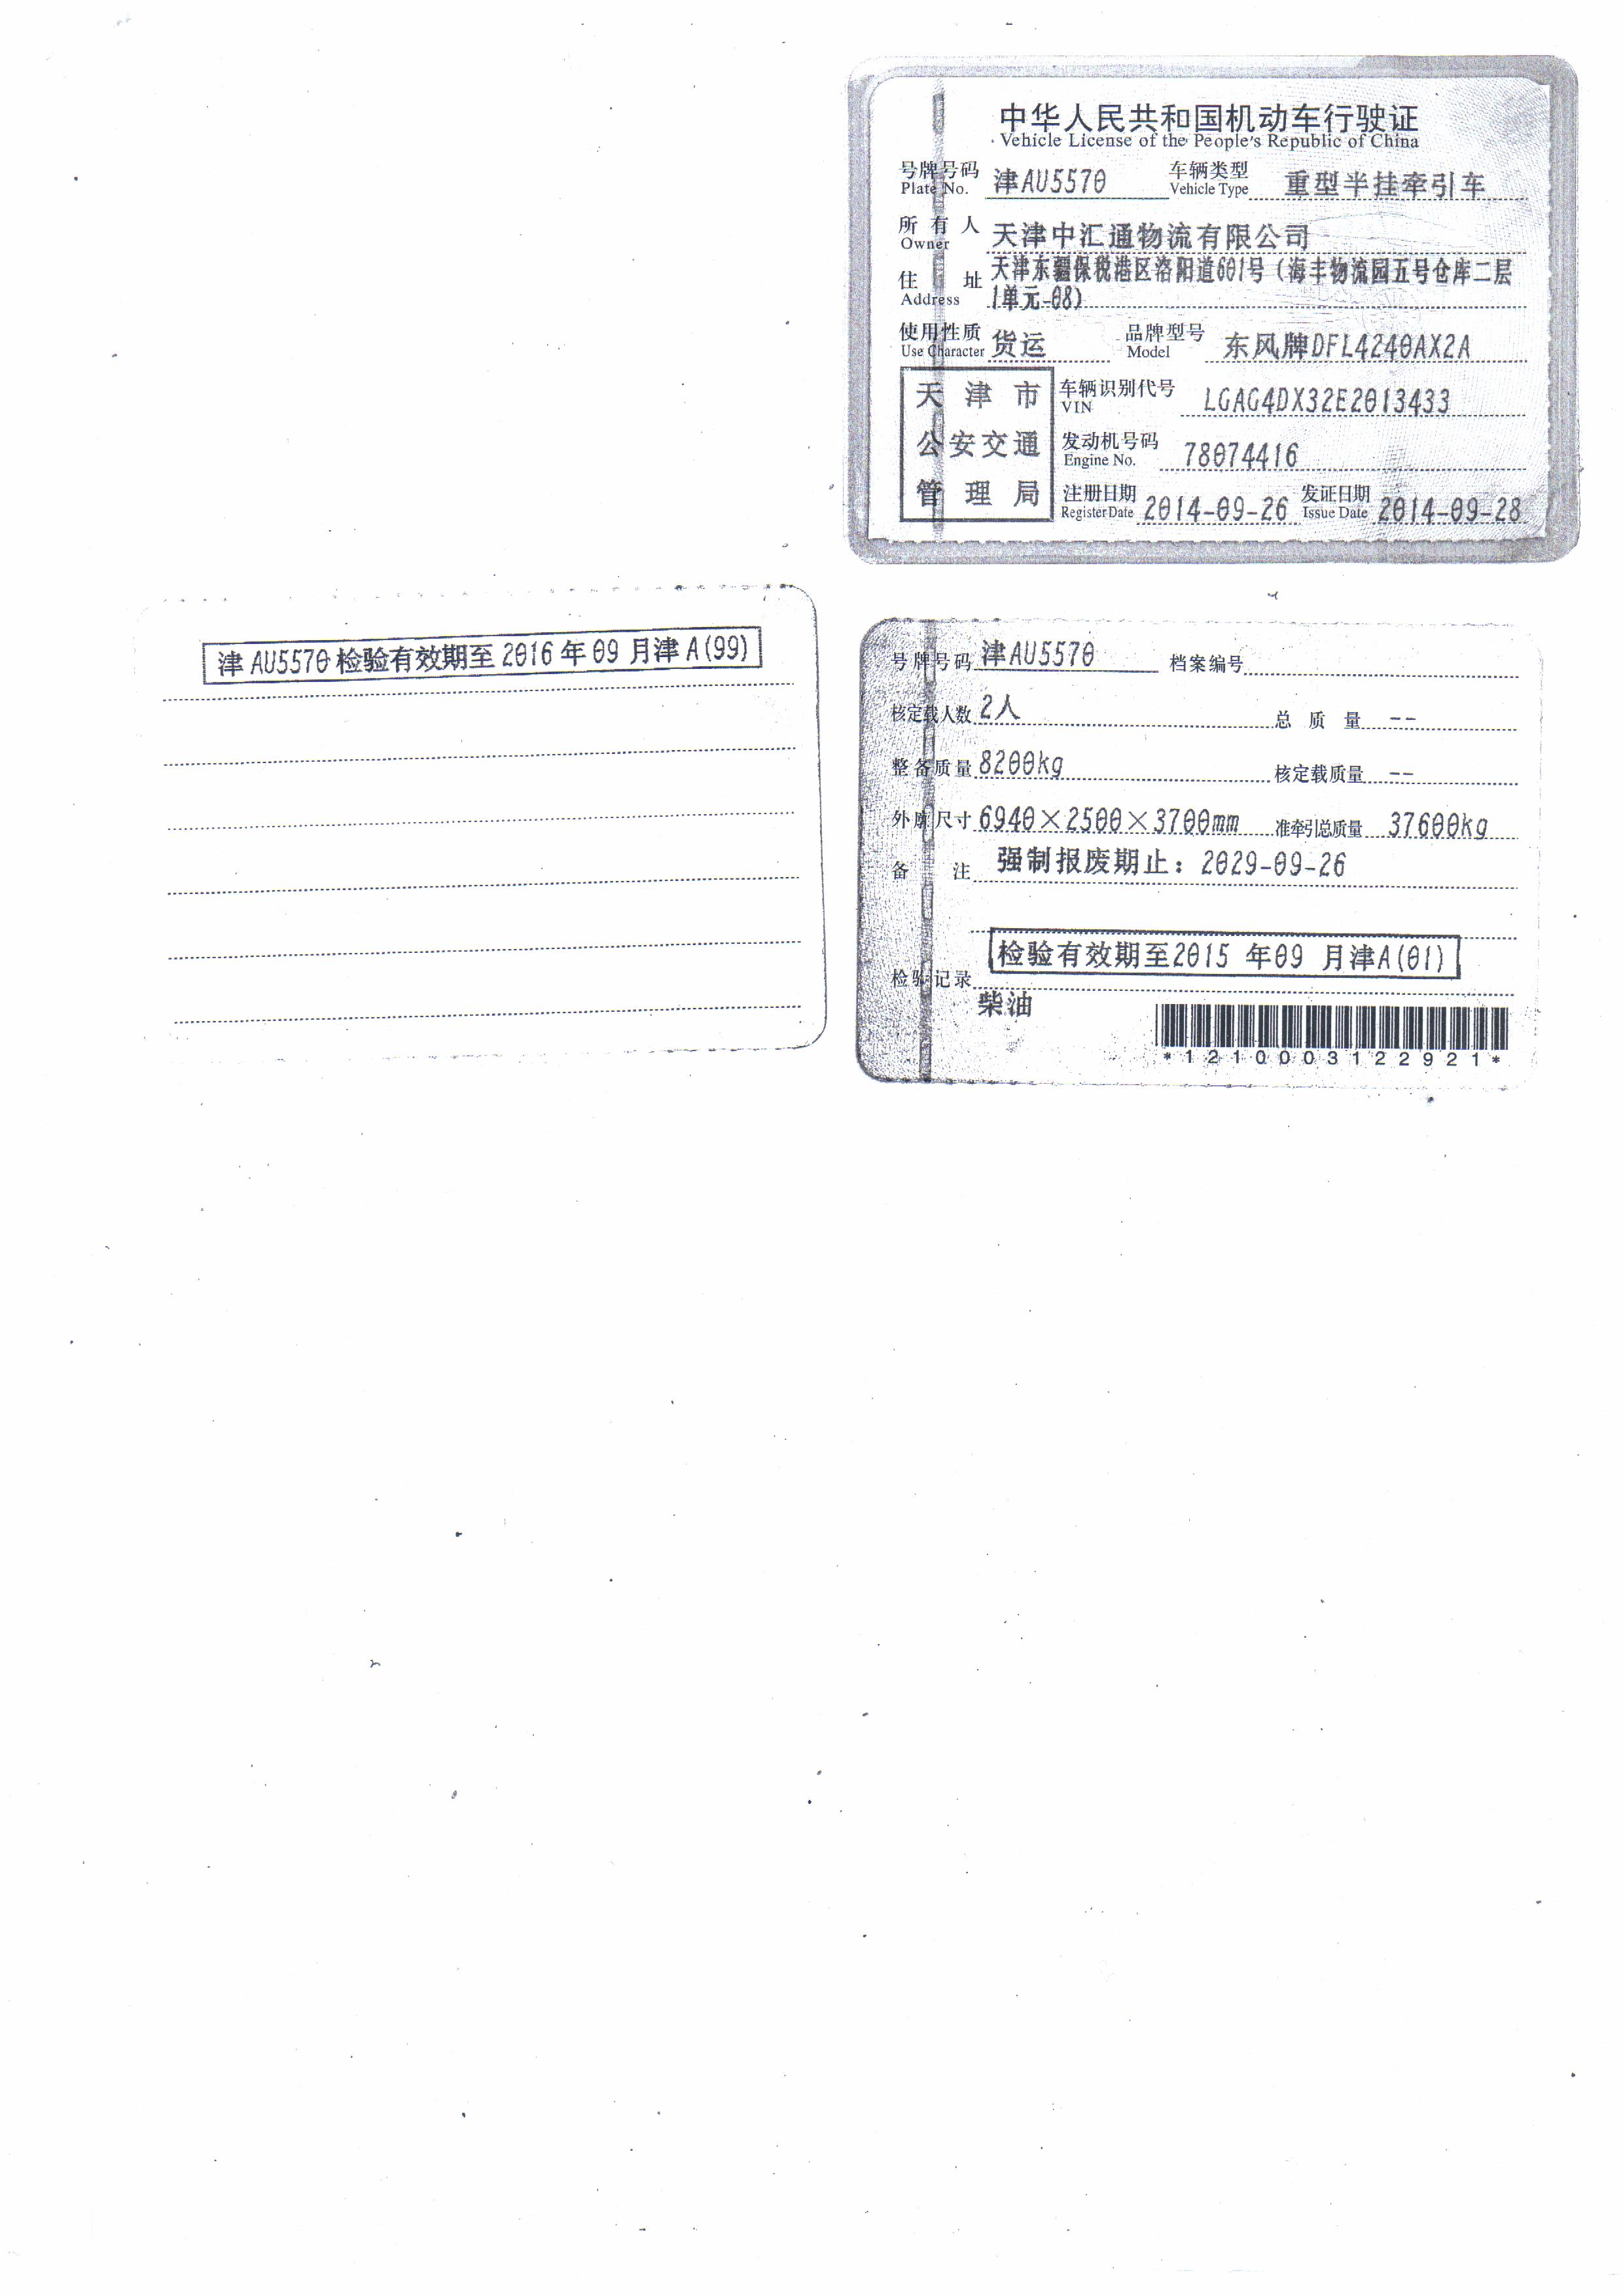 中华人民共和国机动车行驶证
Vehicle License of the People's Republic of China
号牌号码 津AU5570 车辆类型 重型半挂牵引车
Plate No. Vehicle Type
所有人 天津中汇通物流有限公司
Owner
住址 天津东疆保税港区洛阳道601号（海丰物流园五号仓库二层
Address 1单元-08）
使用性质 货运 品牌型号 东风牌DFL4240AX2A
Use Character Model
天津市
公安交通
管理局
车辆识别代号 LGAG4DX32E2013433
VIN
发动机号码 78074416
Engine No.
注册日期 2014-09-26 发证日期 2014-09-28
Register Date Issue Date
津AU5570检验有效期至2016年09月津A(99)
号牌号码 津AU5570 档案编号
核定载人数 2人 总质量 --
整备质量 8200kg 核定载质量 --
外廓尺寸 6940×2500×3700mm 准牵引总质量 37600kg
备注 强制报废期止：2029-09-26
检验有效期至2015 年09 月津A(01)
检验记录
柴油
*1210003122921*